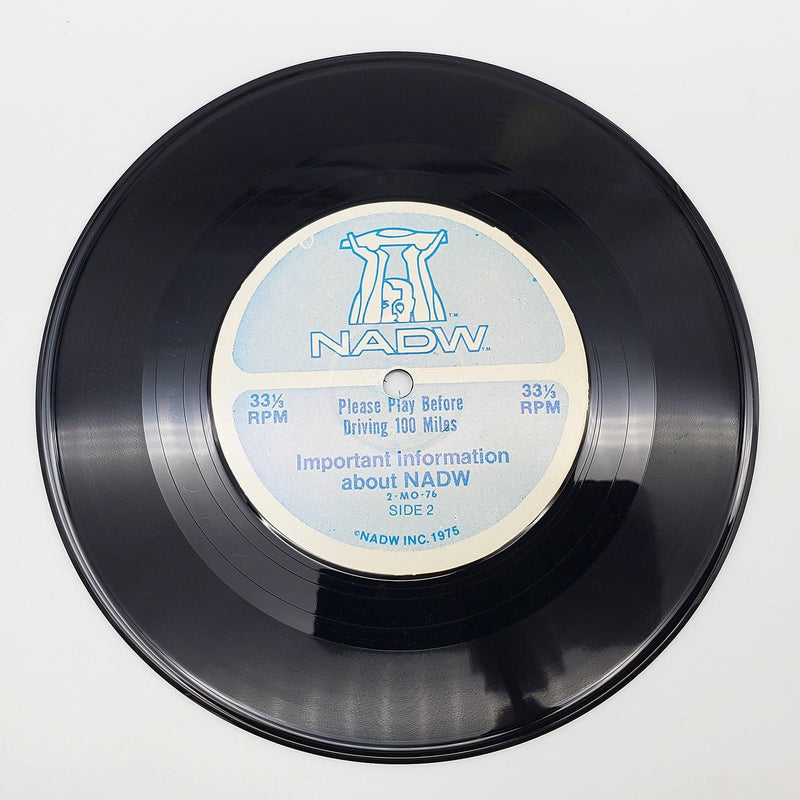 T.M.
NADW T.M.
33⅓ RPM
Please Play Before
Driving 100 Miles
33⅓ RPM
Important information
about NADW
2-MO-76
SIDE 2
©NADW INC. 1975